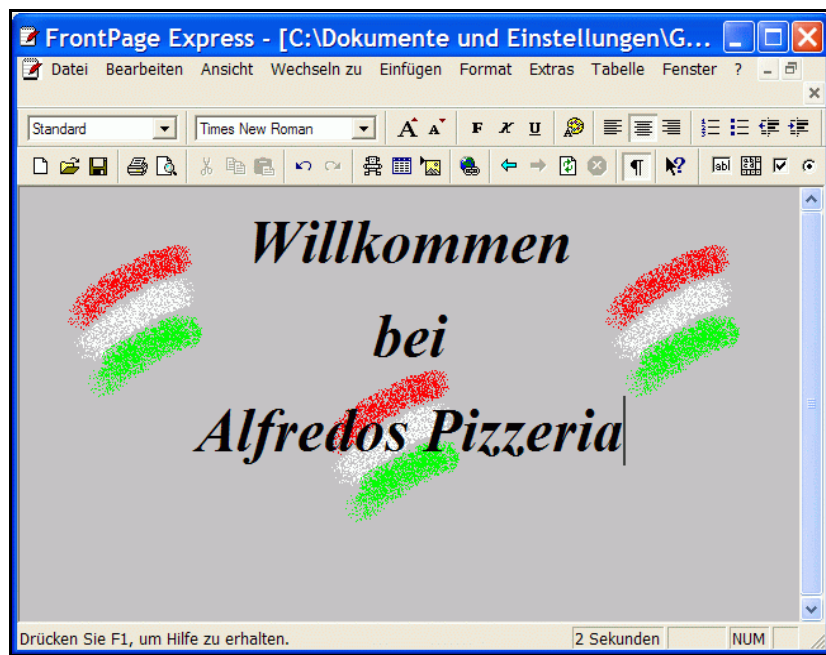 FrontPage Express - [C:\Dokumente und Einstellungen\G...
Datei Bearbeiten Ansicht Wechseln zu Einfügen Format Extras Tabelle Fenster ?
Standard Times New Roman A A F K U
abl
Willkommen
bei
Alfredos Pizzeria
Drücken Sie F1, um Hilfe zu erhalten. 2 Sekunden NUM